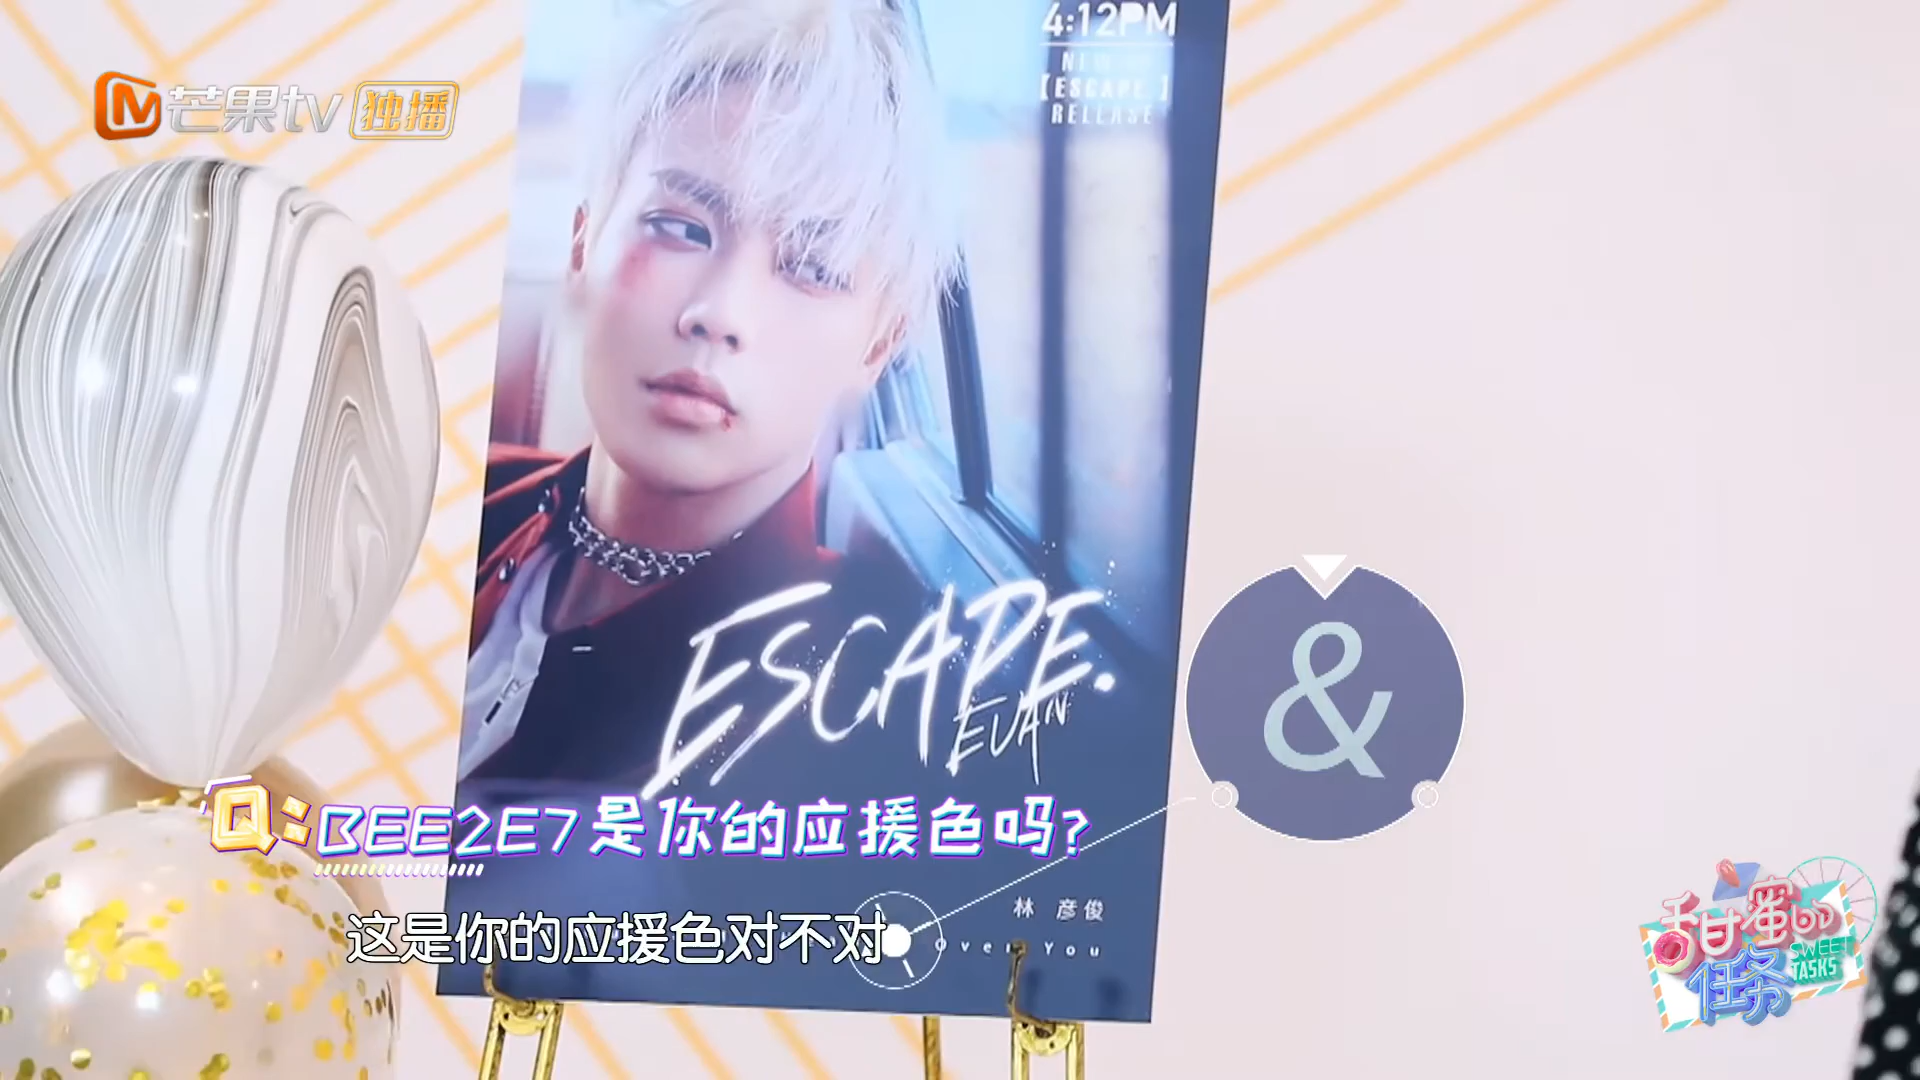 芒果tv 独播
4:12PM
NEW
【ESCAPE.】
RELEASE
ESCAPE.
EVAN
&
Q:BEE2E7是你的应援色吗?
林彦俊
这是你的应援色对不对
Over You
甜蜜的
任务
SWEET
TASKS